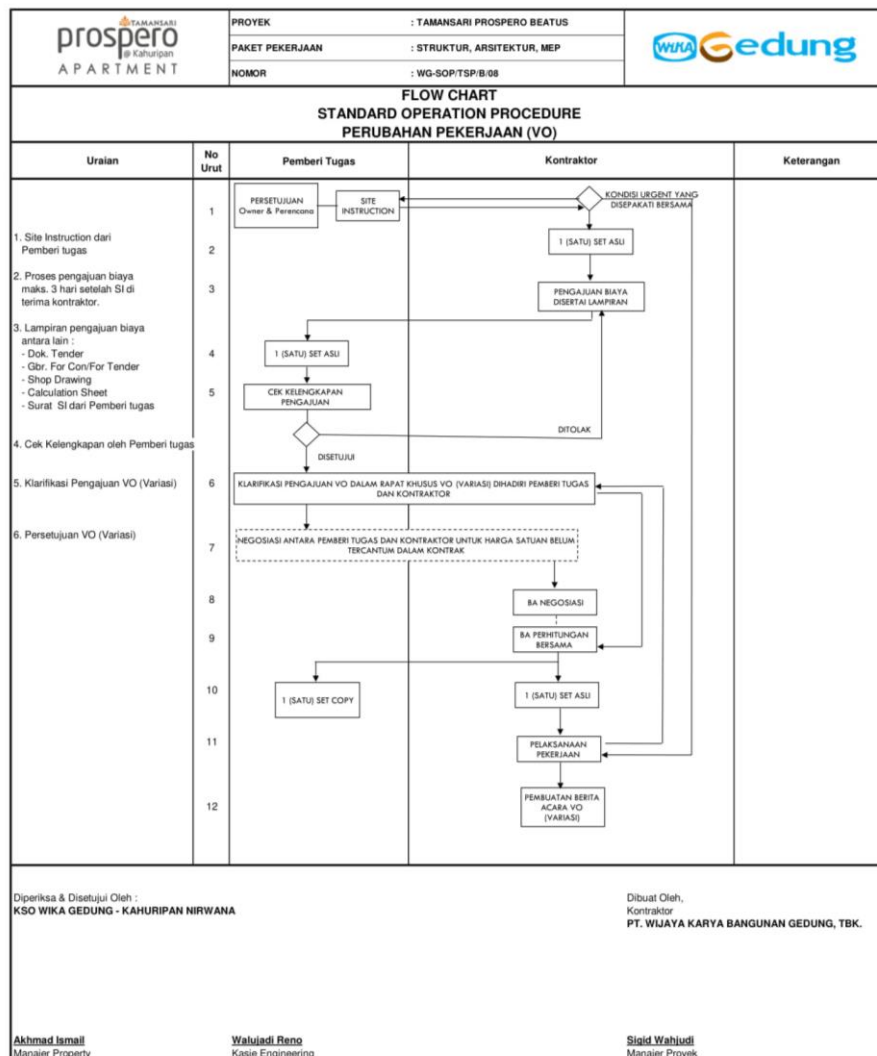 TAMANSARI
prospero
@ Kahuripan
APARTMENT
PROYEK : TAMANSARI PROSPERO BEATUS
PAKET PEKERJAAN : STRUKTUR, ARSITEKTUR, MEP
NOMOR : WG-SOP/TSP/B/08
WIKA Gedung
FLOW CHART
STANDARD OPERATION PROCEDURE
PERUBAHAN PEKERJAAN (VO)
Uraian
No
Urut
Pemberi Tugas
Kontraktor
Keterangan
1. Site Instruction dari
Pemberi tugas
2. Proses pengajuan biaya
maks. 3 hari setelah SI di
terima kontraktor.
3. Lampiran pengajuan biaya
antara lain :
- Dok. Tender
- Gbr. For Con/For Tender
- Shop Drawing
- Calculation Sheet
- Surat SI dari Pemberi tugas
4. Cek Kelengkapan oleh Pemberi tugas
5. Klarifikasi Pengajuan VO (Variasi)
6. Persetujuan VO (Variasi)
1
PERSETUJUAN
Owner & Perencana
SITE
INSTRUCTION
KONDISI URGENT YANG
DISEPAKATI BERSAMA
2
1 (SATU) SET ASLI
3
PENGAJUAN BIAYA
DISERTAI LAMPIRAN
4
1 (SATU) SET ASLI
5
CEK KELENGKAPAN
PENGAJUAN
DITOLAK
DISETUJUI
6
KLARIFIKASI PENGAJUAN VO DALAM RAPAT KHUSUS VO (VARIASI) DIHADIRI PEMBERI TUGAS
DAN KONTRAKTOR
7
NEGOSIASI ANTARA PEMBERI TUGAS DAN KONTRAKTOR UNTUK HARGA SATUAN BELUM
TERCANTUM DALAM KONTRAK
8
BA NEGOSIASI
9
BA PERHITUNGAN
BERSAMA
10
1 (SATU) SET COPY
1 (SATU) SET ASLI
11
PELAKSANAAN
PEKERJAAN
12
PEMBUATAN BERITA
ACARA VO
(VARIASI)
Diperiksa & Disetujui Oleh :
KSO WIKA GEDUNG - KAHURIPAN NIRWANA
Dibuat Oleh,
Kontraktor
PT. WIJAYA KARYA BANGUNAN GEDUNG, TBK.
Akhmad Ismail
Manajer Property
Walujadi Reno
Kasie Engineering
Sigid Wahjudi
Manajer Proyek